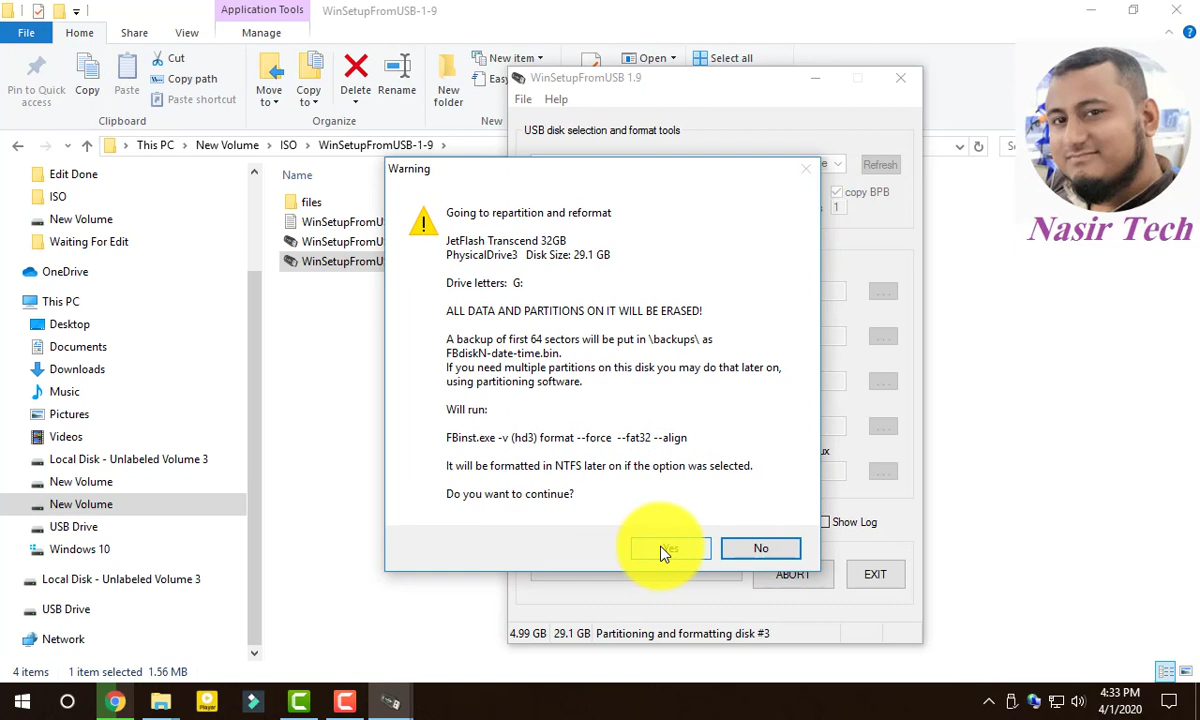 Application Tools
WinSetupFromUSB-1-9
File
Home
Share
View
Manage
Pin to Quick
access
Copy
Paste
Cut
Copy path
Paste shortcut
Clipboard
Move
to
Copy
to
Delete
Rename
Organize
New
folder
New item
Easy
New
Open
Select all
This PC
New Volume
ISO
WinSetupFromUSB-1-9
Edit Done
ISO
New Volume
Waiting For Edit
OneDrive
This PC
Desktop
Documents
Downloads
Music
Pictures
Videos
Local Disk - Unlabeled Volume 3
New Volume
New Volume
USB Drive
Windows 10
Local Disk - Unlabeled Volume 3
USB Drive
Network
Name
files
WinSetupFromU
WinSetupFromU
WinSetupFromU
WinSetupFromUSB 1.9
File
Help
USB disk selection and format tools
Refresh
copy BPB
1
Show Log
ABORT
EXIT
4.99 GB
29.1 GB
Partitioning and formatting disk #3
Warning
Going to repartition and reformat
JetFlash Transcend 32GB
PhysicalDrive3 Disk Size: 29.1 GB
Drive letters: G:
ALL DATA AND PARTITIONS ON IT WILL BE ERASED!
A backup of first 64 sectors will be put in \backups\ as
FBdiskN-date-time.bin.
If you need multiple partitions on this disk you may do that later on,
using partitioning software.
Will run:
FBinst.exe -v (hd3) format --force --fat32 --align
It will be formatted in NTFS later on if the option was selected.
Do you want to continue?
Yes
No
Nasir Tech
4 items
1 item selected 1.56 MB
Player
4:33 PM
4/1/2020